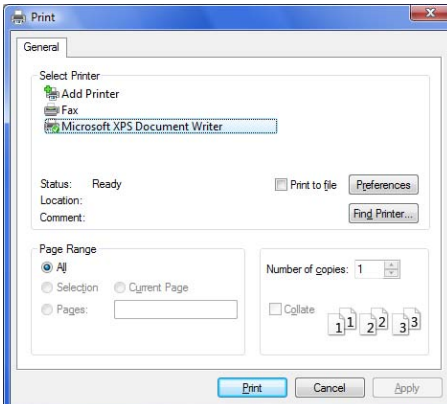 Print
General
Select Printer
Add Printer
Fax
Microsoft XPS Document Writer
Status: Ready
Print to file
Preferences
Location:
Comment:
Find Printer...
Page Range
All
Selection
Current Page
Pages:
Number of copies: 1
Collate
1 1 2 2 3 3
Print
Cancel
Apply